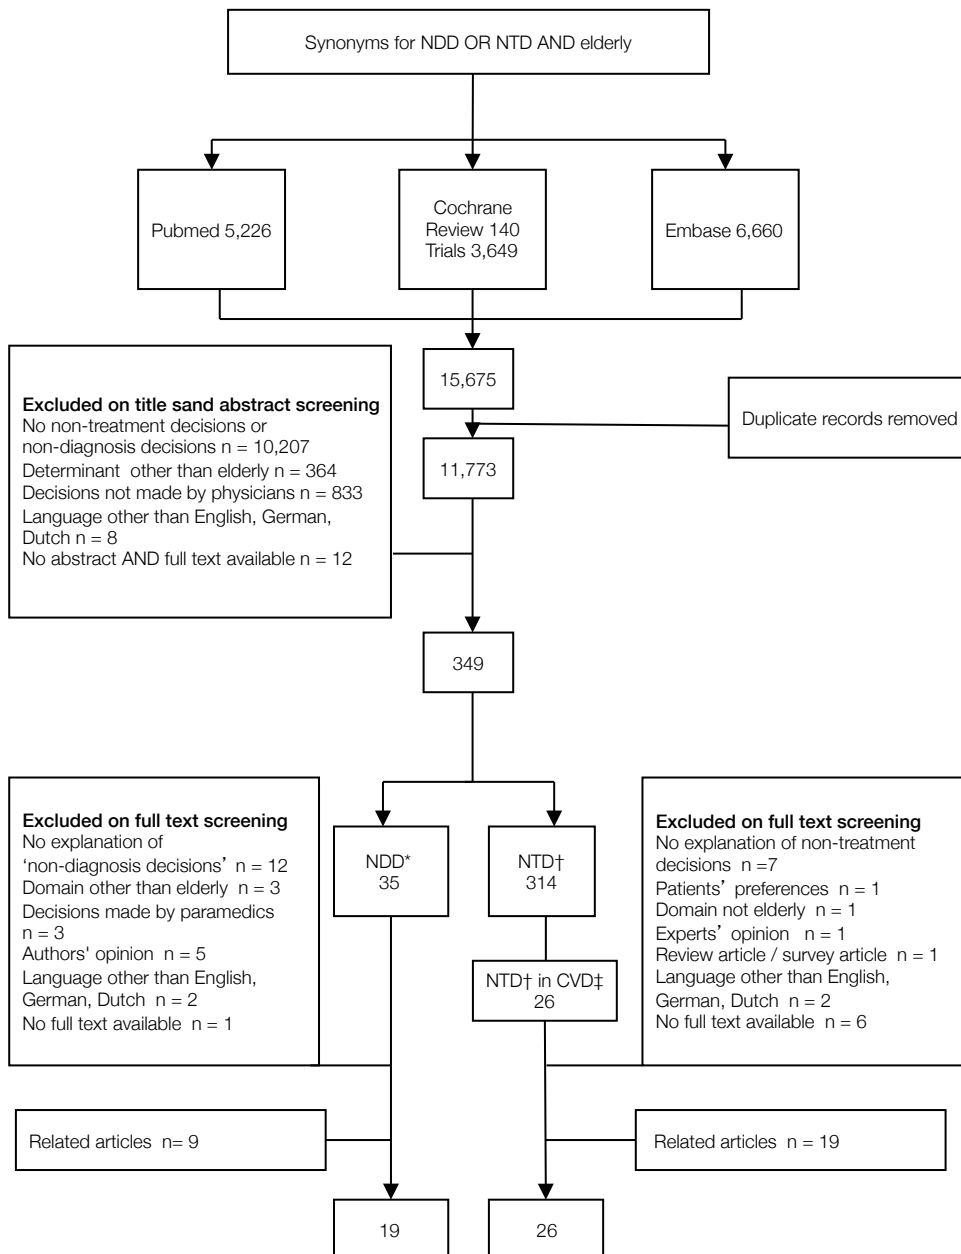 Synonyms for NDD OR NTD AND elderly
Pubmed 5,226
Cochrane
Review 140
Trials 3,649
Embase 6,660
15,675
Duplicate records removed
11,773
Excluded on title sand abstract screening
No non-treatment decisions or
non-diagnosis decisions n = 10,207
Determinant other than elderly n = 364
Decisions not made by physicians n = 833
Language other than English, German,
Dutch n = 8
No abstract AND full text available n = 12
349
Excluded on full text screening
No explanation of
‘non-diagnosis decisions’ n = 12
Domain other than elderly n = 3
Decisions made by paramedics
n = 3
Authors' opinion n = 5
Language other than English,
German, Dutch n = 2
No full text available n = 1
NDD*
35
NTD†
314
NTD† in CVD‡
26
Excluded on full text screening
No explanation of non-treatment
decisions n =7
Patients’ preferences n = 1
Domain not elderly n = 1
Experts’ opinion n = 1
Review article / survey article n = 1
Language other than English,
German, Dutch n = 2
No full text available n = 6
Related articles n= 9
Related articles n = 19
19
26